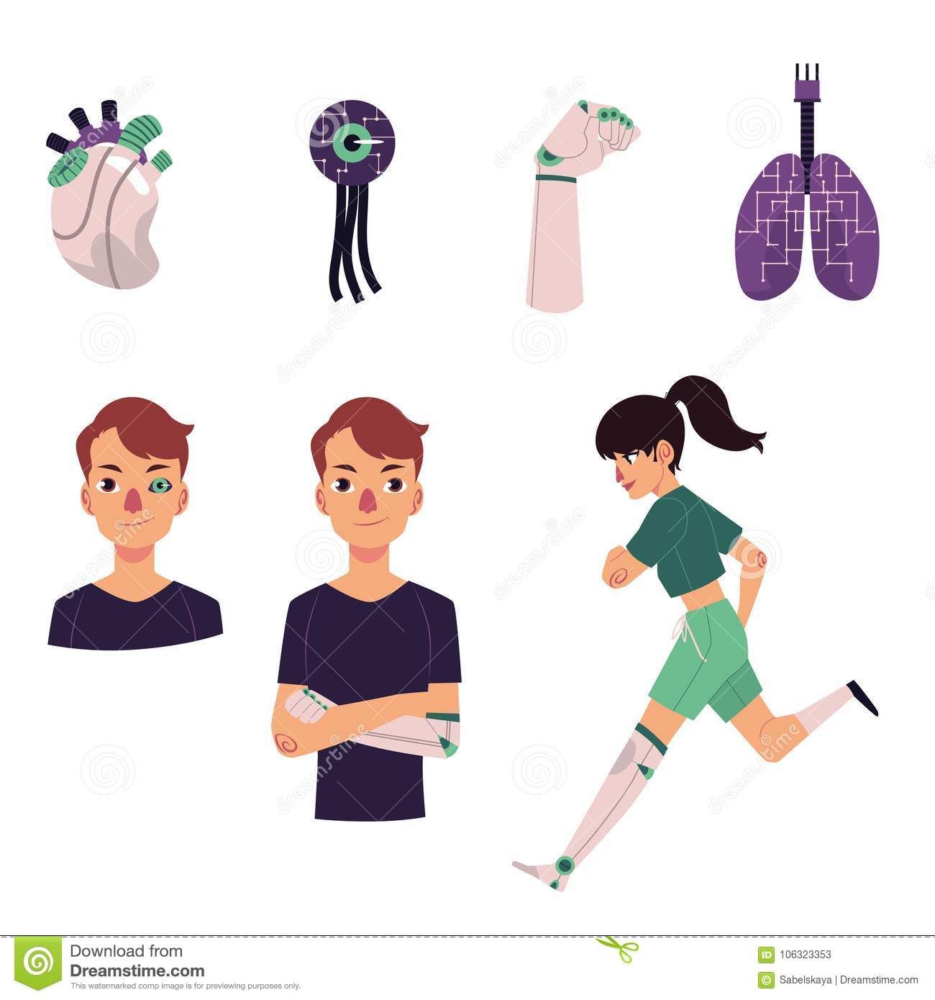 Download from
Dreamstime.com
This watermarked comp image is for previewing purposes only.
ID 106323353
© Sabelskaya | Dreamstime.com